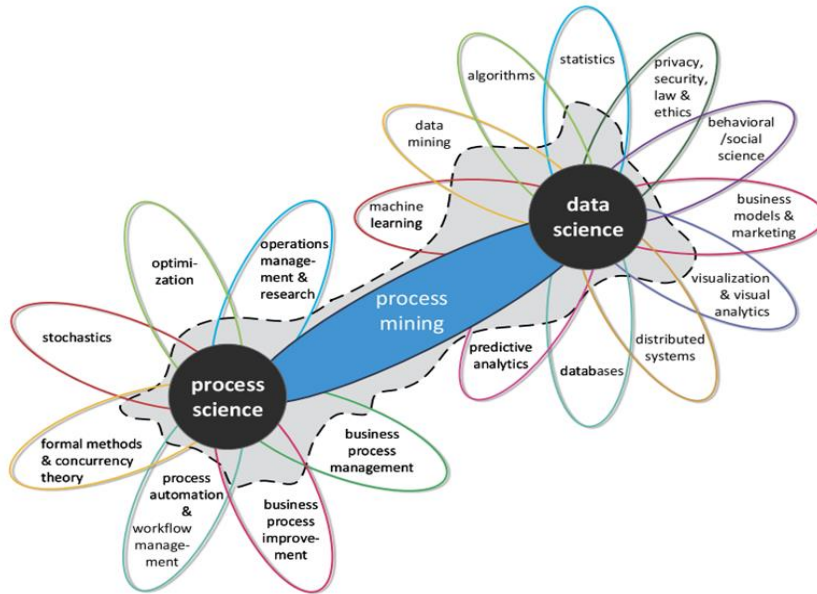 algorithms
statistics
privacy,
security,
law &
ethics
data
mining
behavioral
/social
science
machine
learning
data
science
business
models &
marketing
visualization
& visual
analytics
distributed
systems
databases
predictive
analytics
process
mining
optimi-
zation
operations
manage-
ment &
research
stochastics
process
science
formal methods
& concurrency
theory
process
automation
&
workflow
manage-
ment
business
process
improve-
ment
business
process
management